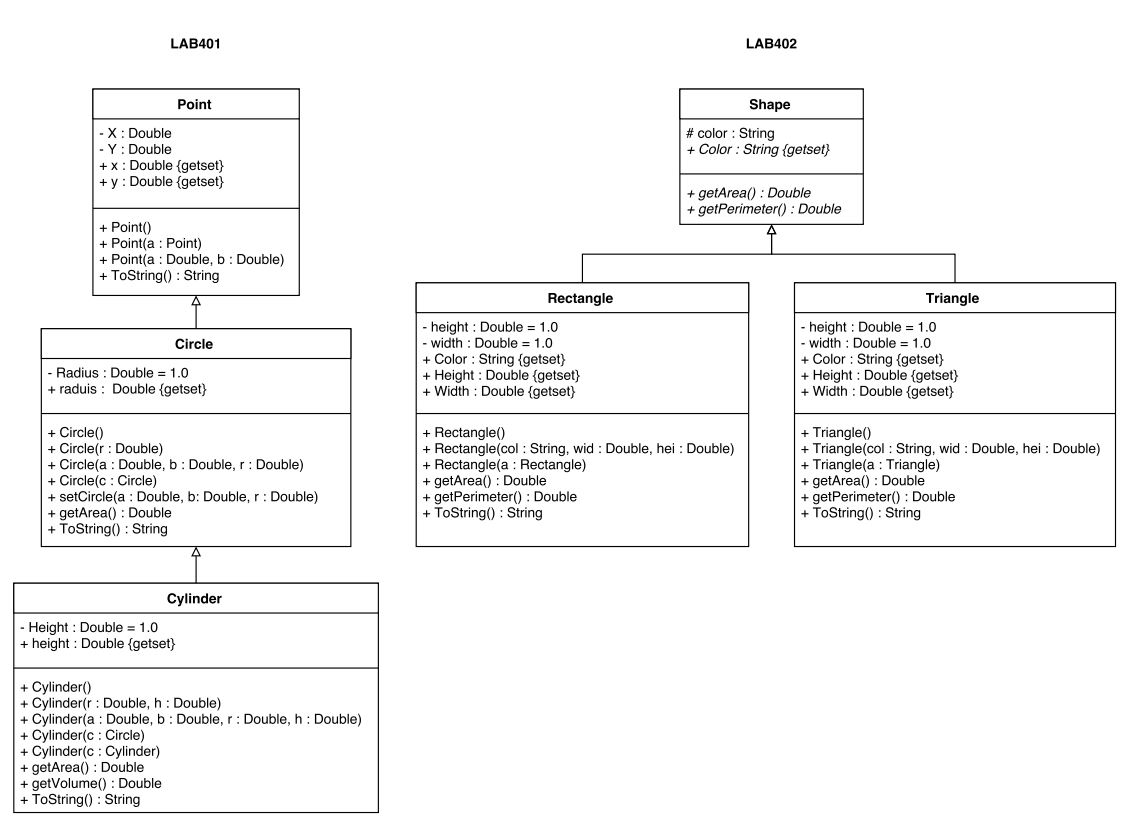 LAB401
Point
- X : Double
- Y : Double
+ x : Double {getset}
+ y : Double {getset}
+ Point()
+ Point(a : Point)
+ Point(a : Double, b : Double)
+ ToString() : String
Circle
- Radius : Double = 1.0
+ raduis :  Double {getset}
+ Circle()
+ Circle(r : Double)
+ Circle(a : Double, b : Double, r : Double)
+ Circle(c : Circle)
+ setCircle(a : Double, b: Double, r : Double)
+ getArea() : Double
+ ToString() : String
Cylinder
- Height : Double = 1.0
+ height : Double {getset}
+ Cylinder()
+ Cylinder(r : Double, h : Double)
+ Cylinder(a : Double, b : Double, r : Double, h : Double)
+ Cylinder(c : Circle)
+ Cylinder(c : Cylinder)
+ getArea() : Double
+ getVolume() : Double
+ ToString() : String
LAB402
Shape
# color : String
+ Color : String {getset}
+ getArea() : Double
+ getPerimeter() : Double
Rectangle
- height : Double = 1.0
- width : Double = 1.0
+ Color : String {getset}
+ Height : Double {getset}
+ Width : Double {getset}
+ Rectangle()
+ Rectangle(col : String, wid : Double, hei : Double)
+ Rectangle(a : Rectangle)
+ getArea() : Double
+ getPerimeter() : Double
+ ToString() : String
Triangle
- height : Double = 1.0
- width : Double = 1.0
+ Color : String {getset}
+ Height : Double {getset}
+ Width : Double {getset}
+ Triangle()
+ Triangle(col : String, wid : Double, hei : Double)
+ Triangle(a : Triangle)
+ getArea() : Double
+ getPerimeter() : Double
+ ToString() : String